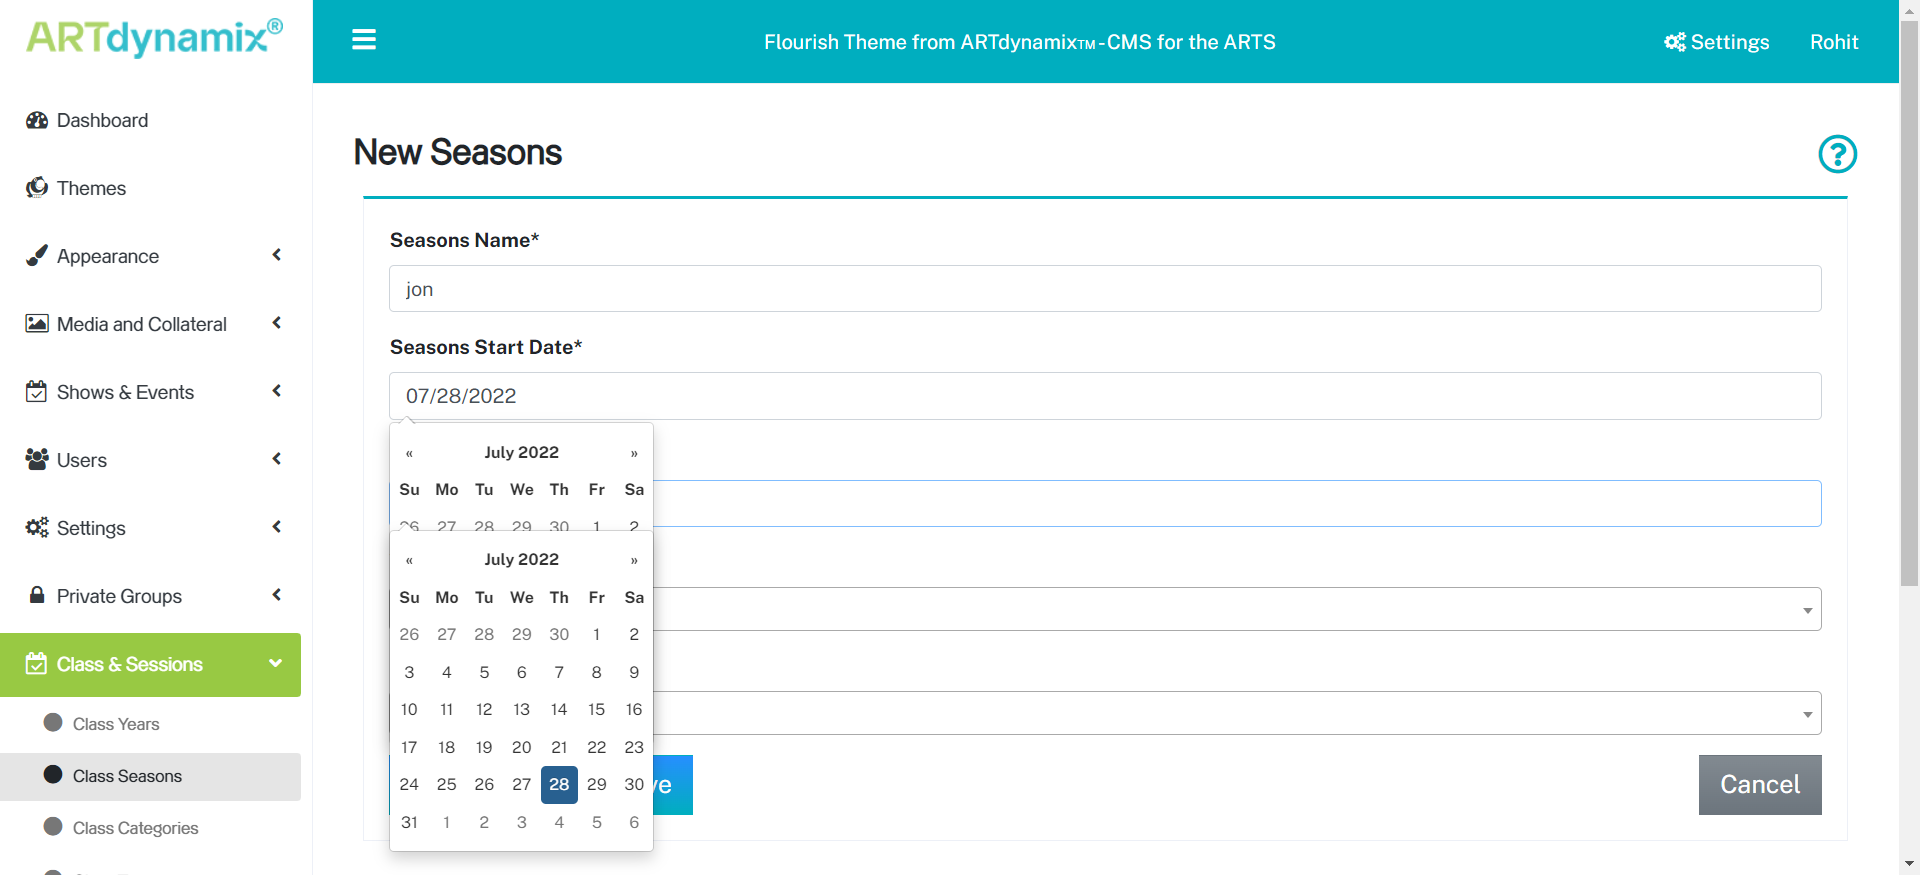 ARTdynamix®
Flourish Theme from ARTdynamix™-CMS for the ARTS
Settings
Rohit
Dashboard
Themes
Appearance
Media and Collateral
Shows & Events
Users
Settings
Private Groups
Class & Sessions
Class Years
Class Seasons
Class Categories
New Seasons
Seasons Name*
jon
Seasons Start Date*
07/28/2022
« July 2022 »
Su Mo Tu We Th Fr Sa
26 27 28 29 30 1 2
« July 2022 »
Su Mo Tu We Th Fr Sa
26 27 28 29 30 1 2
3 4 5 6 7 8 9
10 11 12 13 14 15 16
17 18 19 20 21 22 23
24 25 26 27 28 29 30
31 1 2 3 4 5 6
Cancel